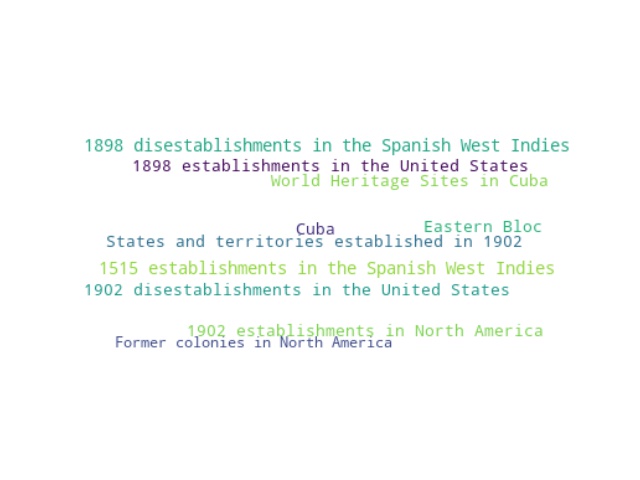 1898 disestablishments in the Spanish West Indies
1898 establishments in the United States
World Heritage Sites in Cuba
Eastern Bloc
Cuba
States and territories established in 1902
1515 establishments in the Spanish West Indies
1902 disestablishments in the United States
1902 establishments in North America
Former colonies in North America